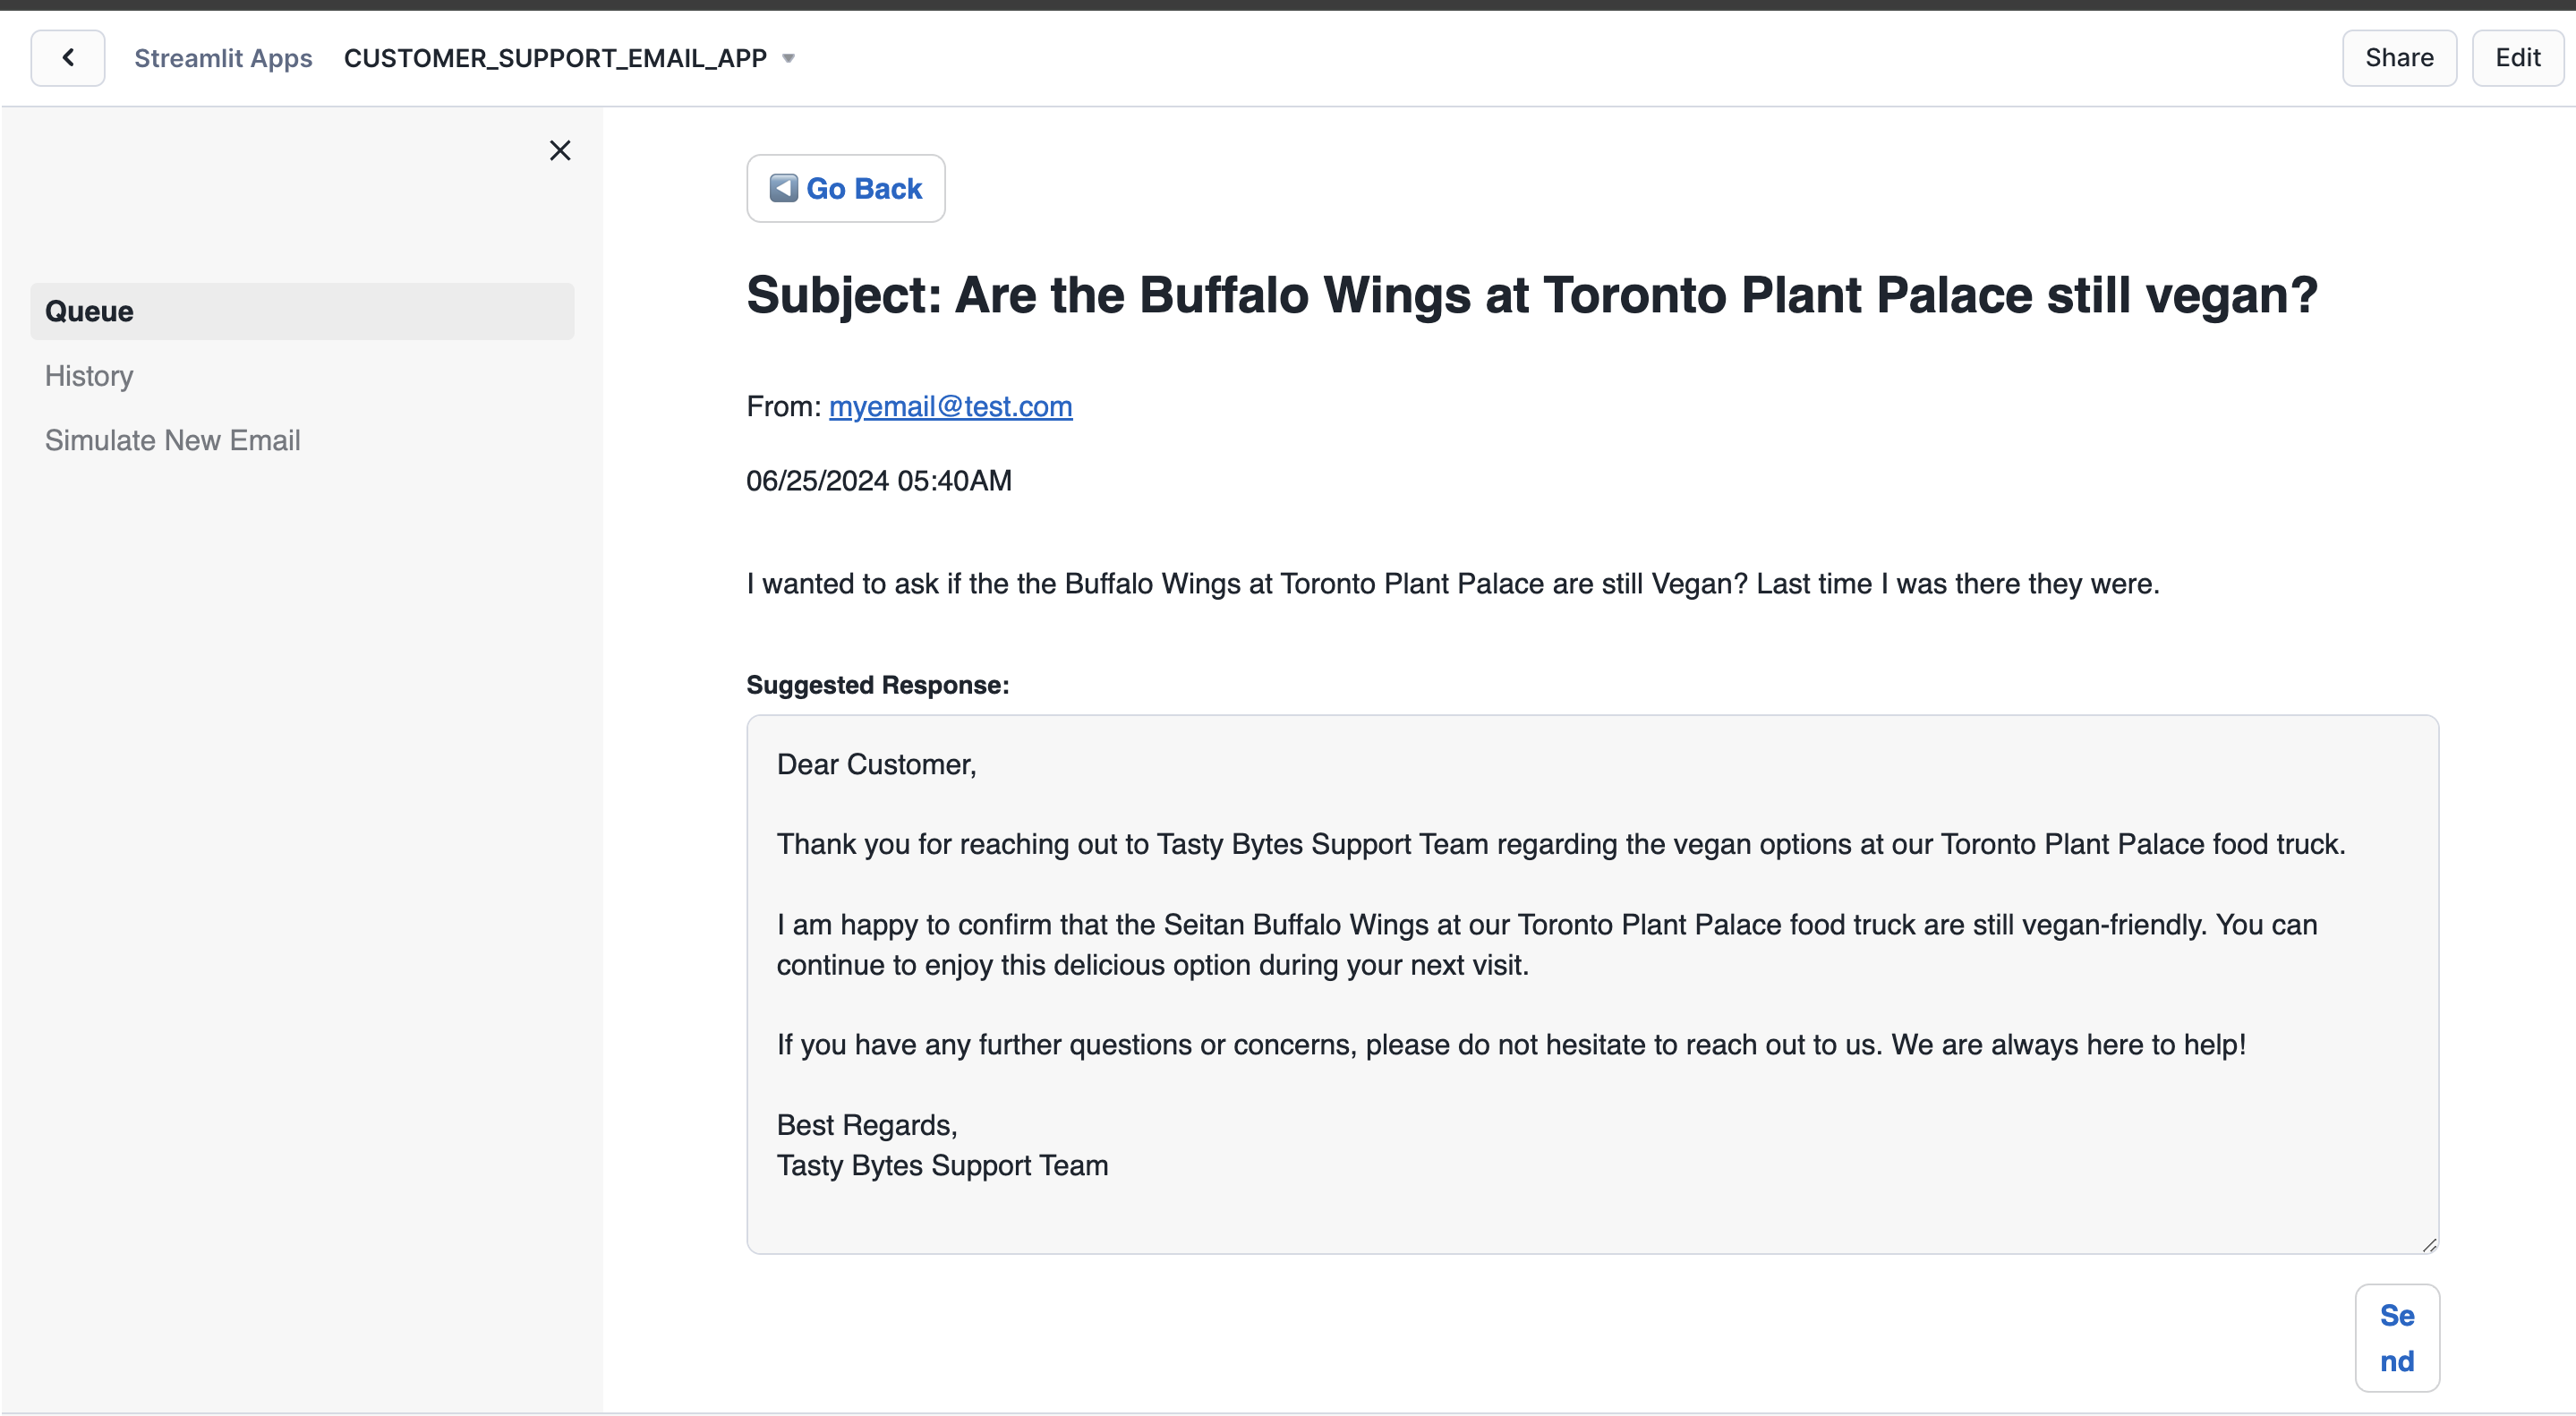 Streamlit Apps CUSTOMER_SUPPORT_EMAIL_APP Share Edit
Queue
History
Simulate New Email
Go Back
Subject: Are the Buffalo Wings at Toronto Plant Palace still vegan?
From: myemail@test.com
06/25/2024 05:40AM
I wanted to ask if the the Buffalo Wings at Toronto Plant Palace are still Vegan? Last time I was there they were.
Suggested Response:
Dear Customer,
Thank you for reaching out to Tasty Bytes Support Team regarding the vegan options at our Toronto Plant Palace food truck.
I am happy to confirm that the Seitan Buffalo Wings at our Toronto Plant Palace food truck are still vegan-friendly. You can
continue to enjoy this delicious option during your next visit.
If you have any further questions or concerns, please do not hesitate to reach out to us. We are always here to help!
Best Regards,
Tasty Bytes Support Team
Se
nd